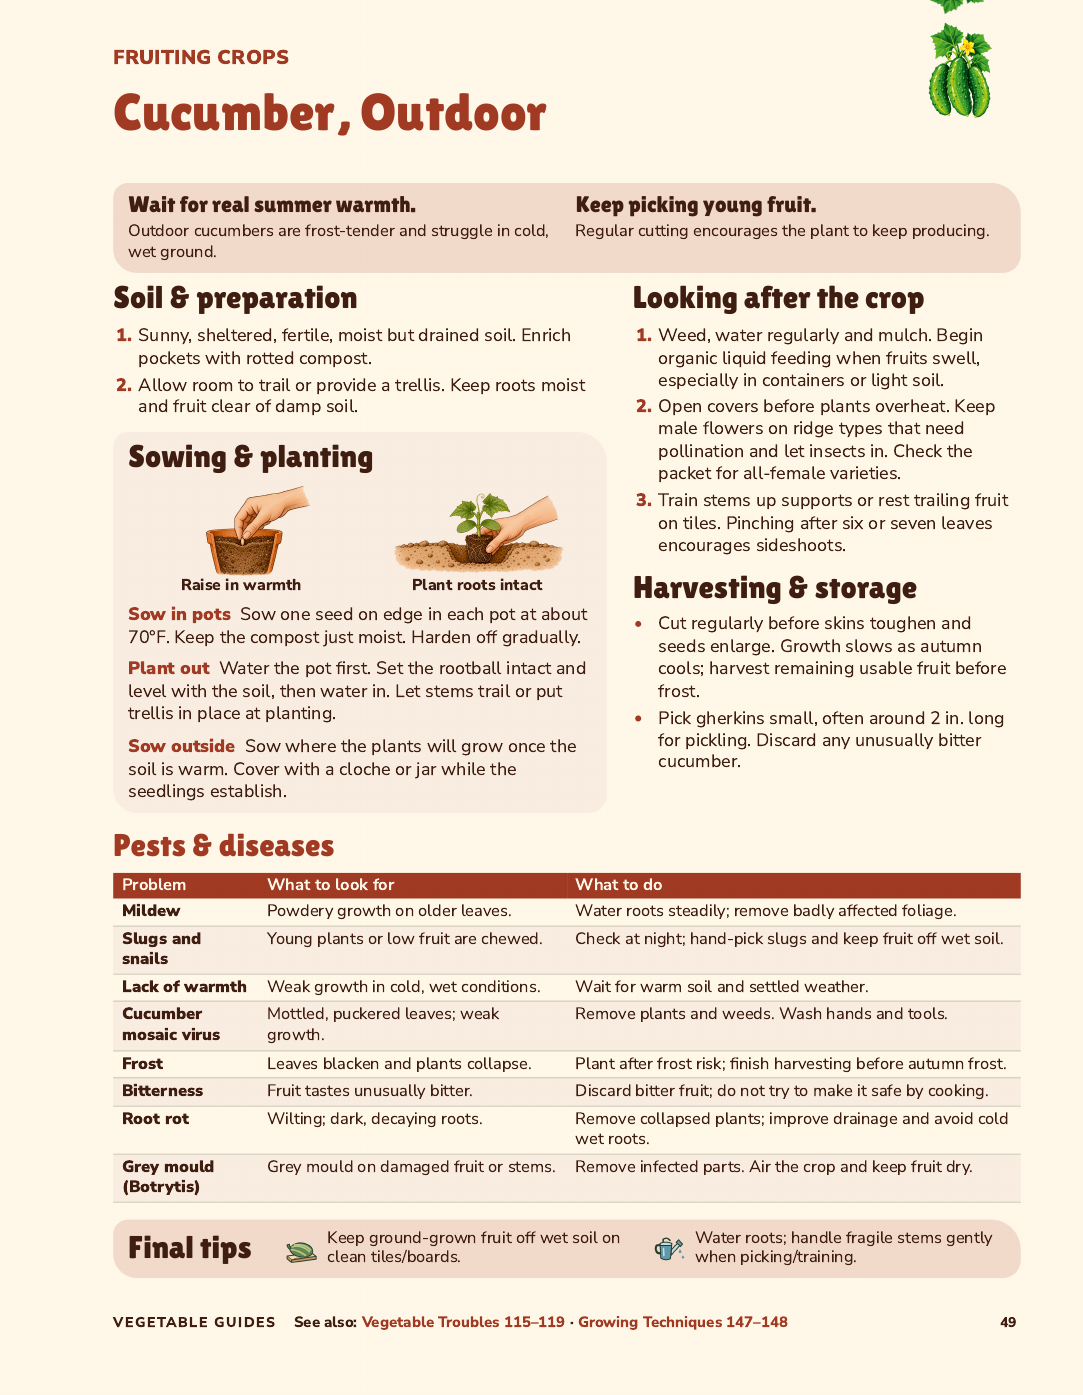 FRUITING CROPS
Cucumber, Outdoor
Wait for real summer warmth.
Outdoor cucumbers are frost-tender and struggle in cold,
wet ground.
Keep picking young fruit.
Regular cutting encourages the plant to keep producing.
Soil & preparation
1. Sunny, sheltered, fertile, moist but drained soil. Enrich
pockets with rotted compost.
2. Allow room to trail or provide a trellis. Keep roots moist
and fruit clear of damp soil.
Sowing & planting
Raise in warmth
Plant roots intact
Sow in pots Sow one seed on edge in each pot at about
70°F. Keep the compost just moist. Harden off gradually.
Plant out Water the pot first. Set the rootball intact and
level with the soil, then water in. Let stems trail or put
trellis in place at planting.
Sow outside Sow where the plants will grow once the
soil is warm. Cover with a cloche or jar while the
seedlings establish.
Looking after the crop
1. Weed, water regularly and mulch. Begin
organic liquid feeding when fruits swell,
especially in containers or light soil.
2. Open covers before plants overheat. Keep
male flowers on ridge types that need
pollination and let insects in. Check the
packet for all-female varieties.
3. Train stems up supports or rest trailing fruit
on tiles. Pinching after six or seven leaves
encourages sideshoots.
Harvesting & storage
• Cut regularly before skins toughen and
seeds enlarge. Growth slows as autumn
cools; harvest remaining usable fruit before
frost.
• Pick gherkins small, often around 2 in. long
for pickling. Discard any unusually bitter
cucumber.
Pests & diseases
Problem What to look for What to do
Mildew Powdery growth on older leaves. Water roots steadily; remove badly affected foliage.
Slugs and Young plants or low fruit are chewed. Check at night; hand-pick slugs and keep fruit off wet soil.
snails
Lack of warmth Weak growth in cold, wet conditions. Wait for warm soil and settled weather.
Cucumber Mottled, puckered leaves; weak Remove plants and weeds. Wash hands and tools.
mosaic virus growth.
Frost Leaves blacken and plants collapse. Plant after frost risk; finish harvesting before autumn frost.
Bitterness Fruit tastes unusually bitter. Discard bitter fruit; do not try to make it safe by cooking.
Root rot Wilting; dark, decaying roots. Remove collapsed plants; improve drainage and avoid cold
wet roots.
Grey mould Grey mould on damaged fruit or stems. Remove infected parts. Air the crop and keep fruit dry.
(Botrytis)
Final tips
Keep ground-grown fruit off wet soil on
clean tiles/boards.
Water roots; handle fragile stems gently
when picking/training.
VEGETABLE GUIDES See also: Vegetable Troubles 115–119 · Growing Techniques 147–148 49